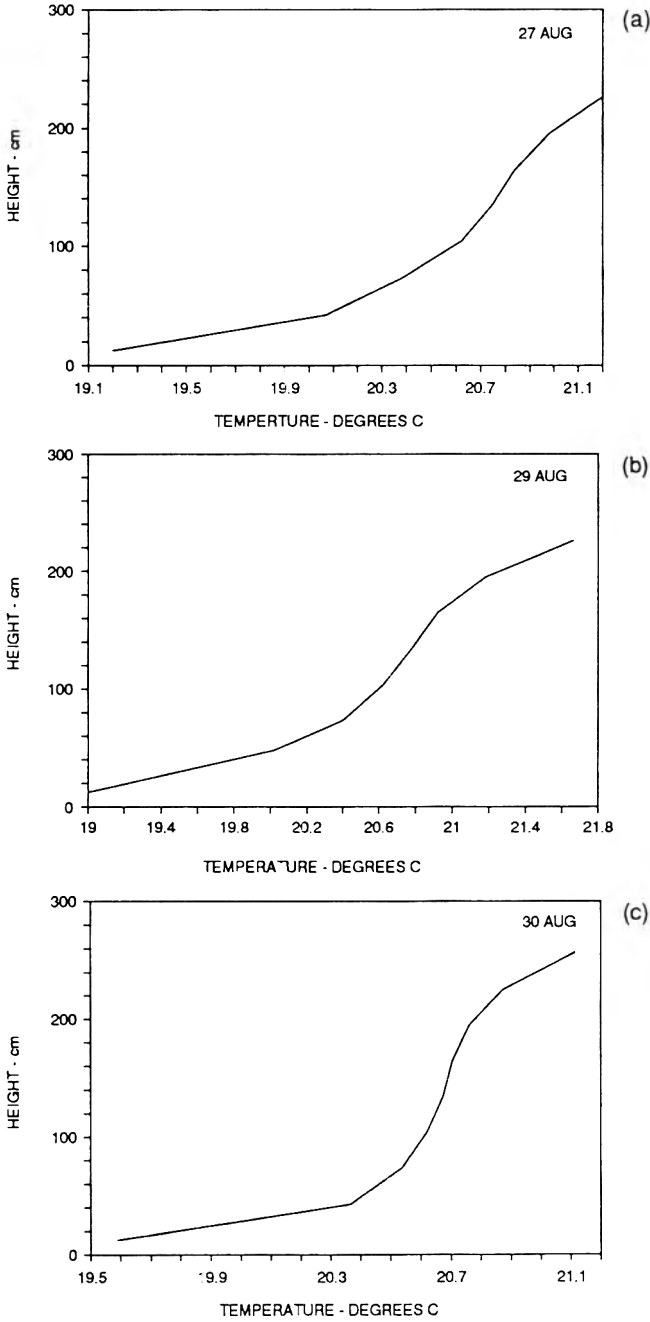 300
27 AUG
(a)
200
HEIGHT - cm
100
0
19.1 19.5 19.9 20.3 20.7 21.1
TEMPERTURE - DEGREES C
300
29 AUG
(b)
200
HEIGHT - cm
100
0
19 19.4 19.8 20.2 20.6 21 21.4 21.8
TEMPERATURE - DEGREES C
300
30 AUG
(c)
200
HEIGHT - cm
100
0
19.5 19.9 20.3 20.7 21.1
TEMPERATURE - DEGREES C